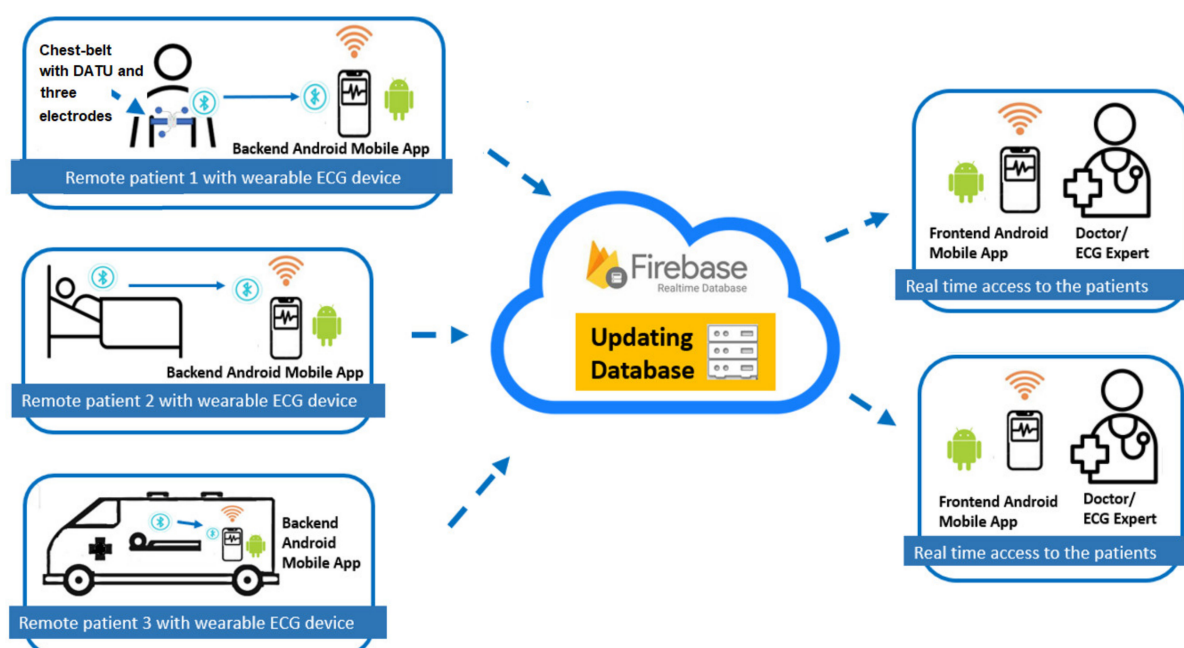 Chest-belt
with DATU and
three
electrodes
Backend Android Mobile App
Remote patient 1 with wearable ECG device
Backend Android Mobile App
Remote patient 2 with wearable ECG device
Backend
Android
Mobile App
Remote patient 3 with wearable ECG device
Firebase
Realtime Database
Updating
Database
Frontend Android
Mobile App
Doctor/
ECG Expert
Real time access to the patients
Frontend Android
Mobile App
Doctor/
ECG Expert
Real time access to the patients